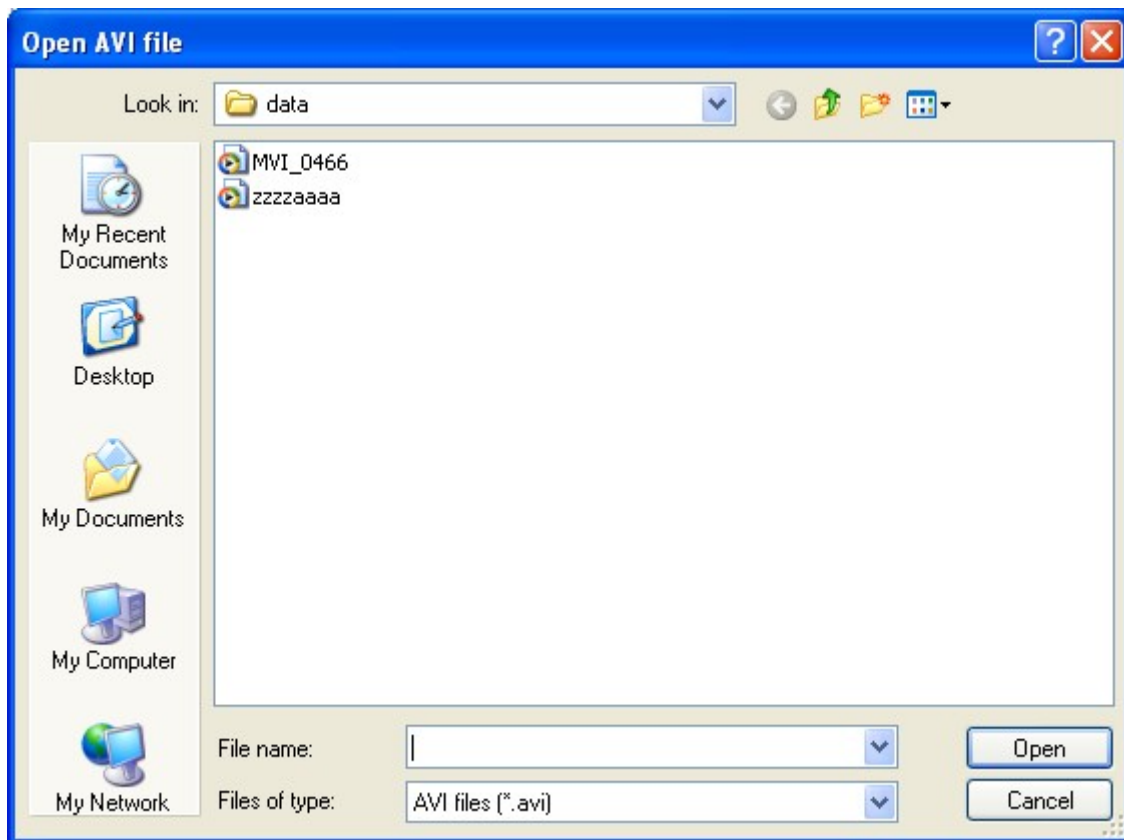 Open AVI file
Look in:
data
MVI_0466
zzzzaaaa
My Recent
Documents
Desktop
My Documents
My Computer
My Network
File name:
Open
Files of type:
AVI files (*.avi)
Cancel